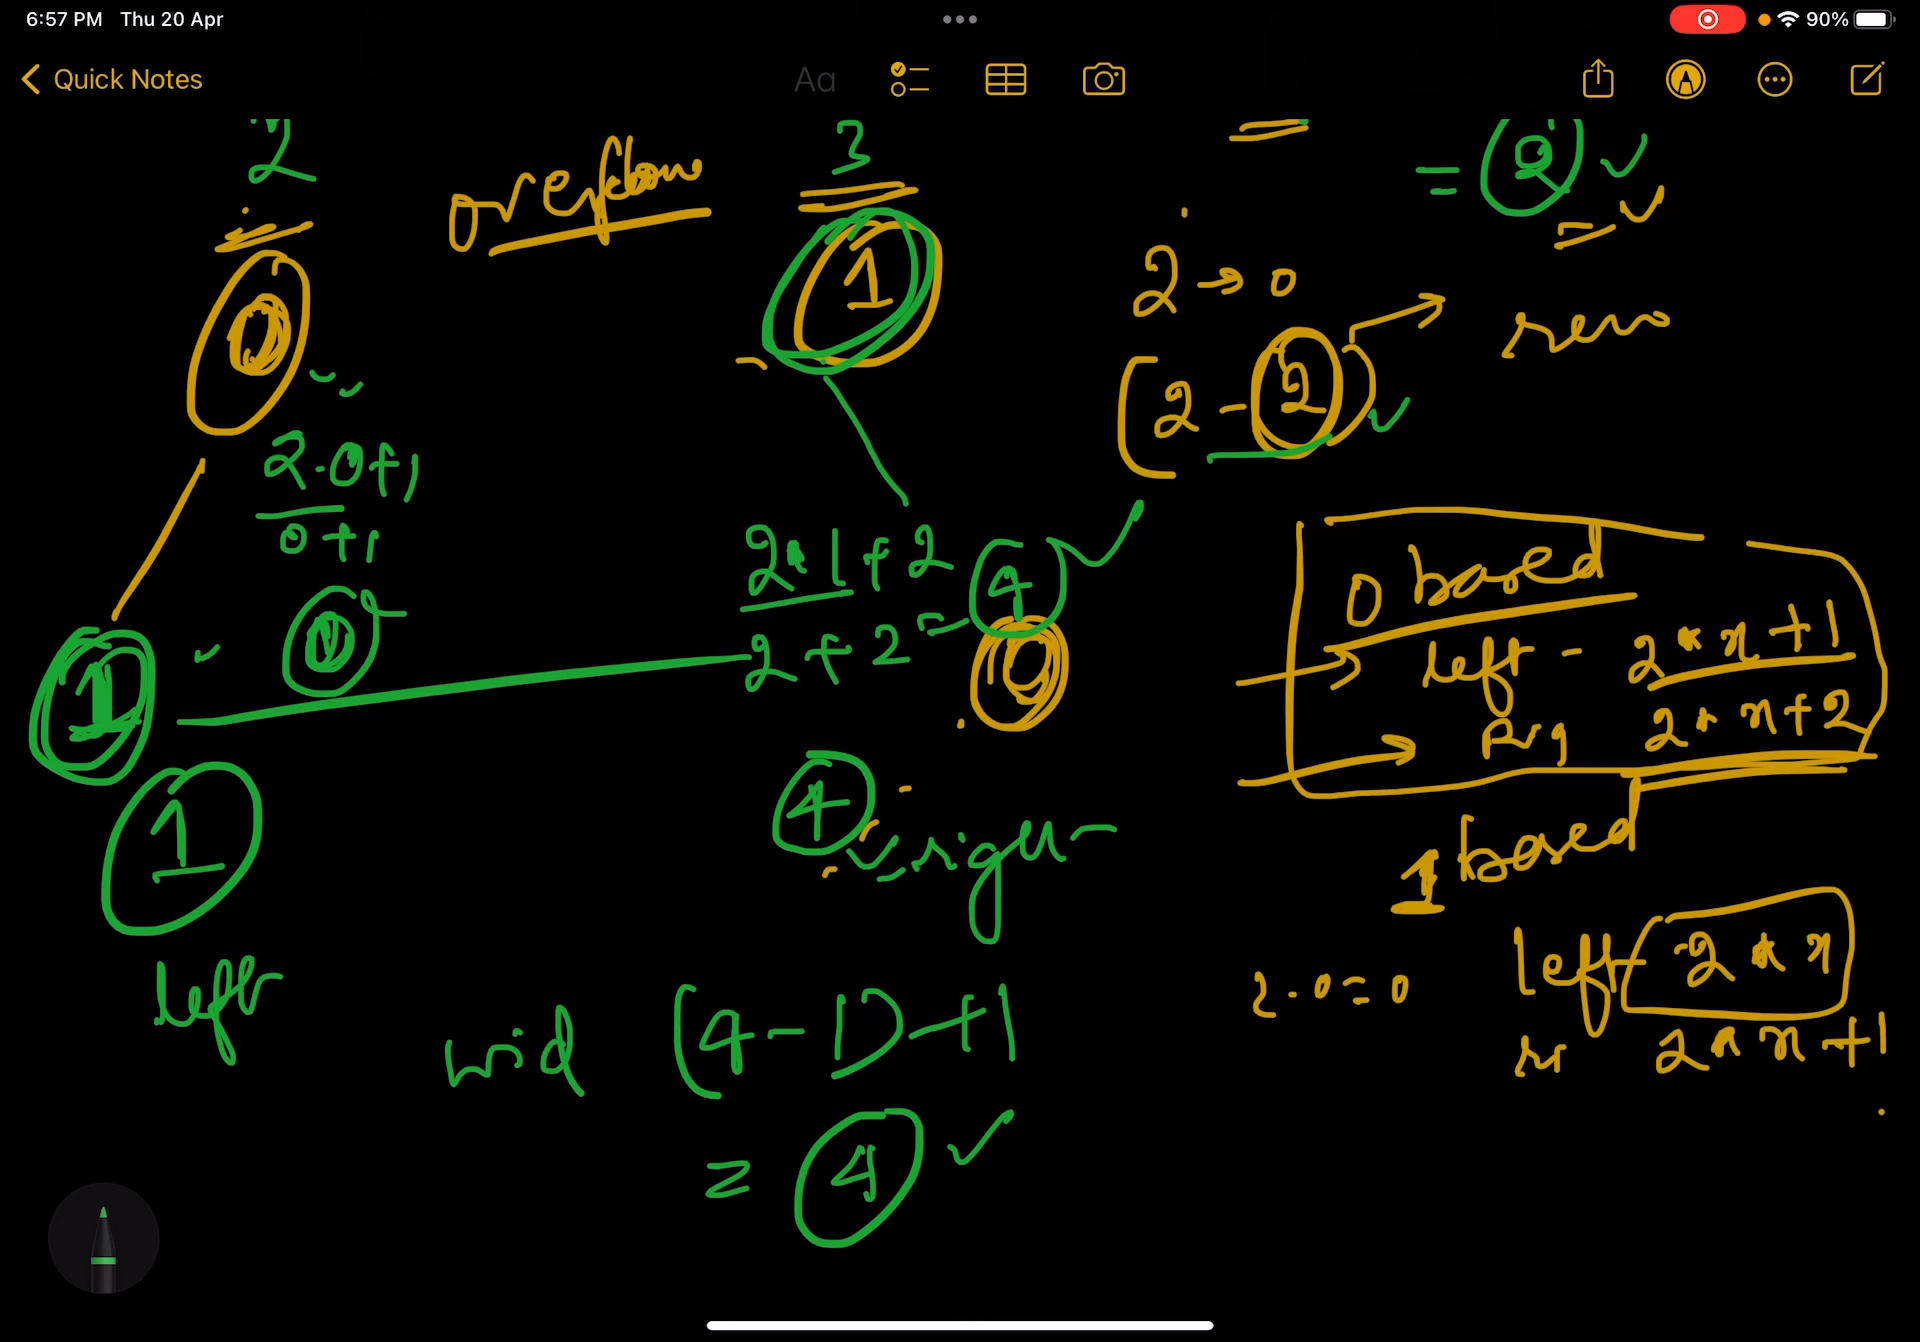 6:57 PM Thu 20 Apr
90%
Quick Notes
Aa
2
overflow
3
= 2
0
1
2 → 0
(2 - 2)
2.0+1
0+1
2*1+2 = 4
2+2
1
0
0
0 based
left - 2*n+1
Rig 2*n+2
1
4
right
1 based
left
left - 2*n
2.0=0
2*n+1
wid (4-1)+1
= 4